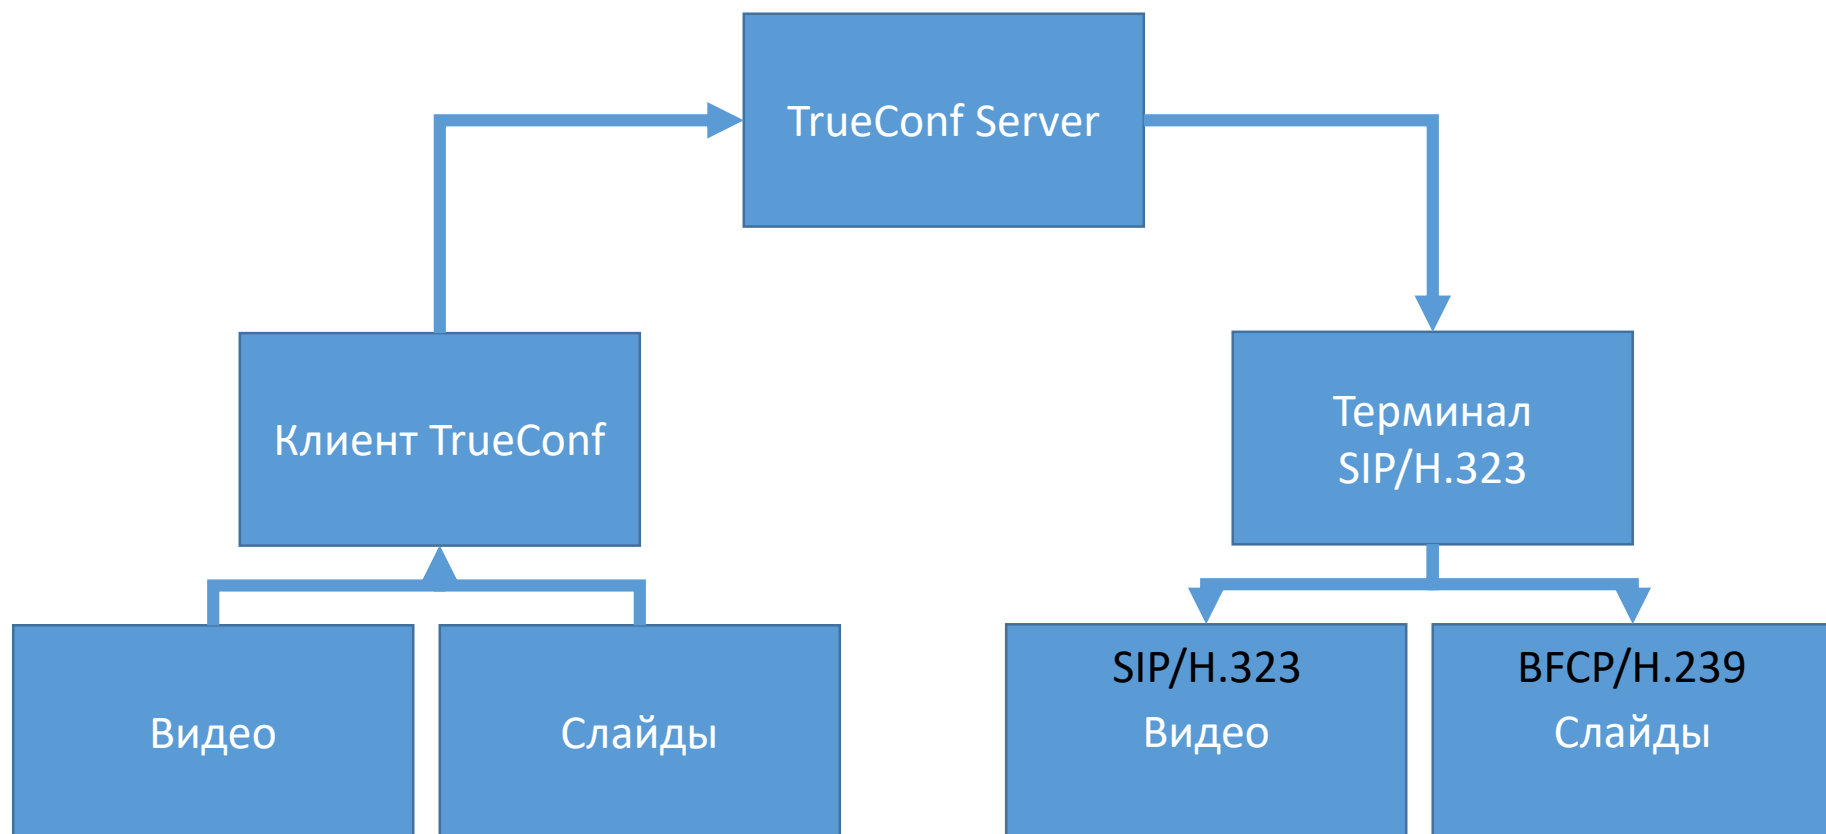 TrueConf Server
Клиент TrueConf
Терминал
SIP/H.323
Видео
Слайды
SIP/H.323
Видео
BFCP/H.239
Слайды